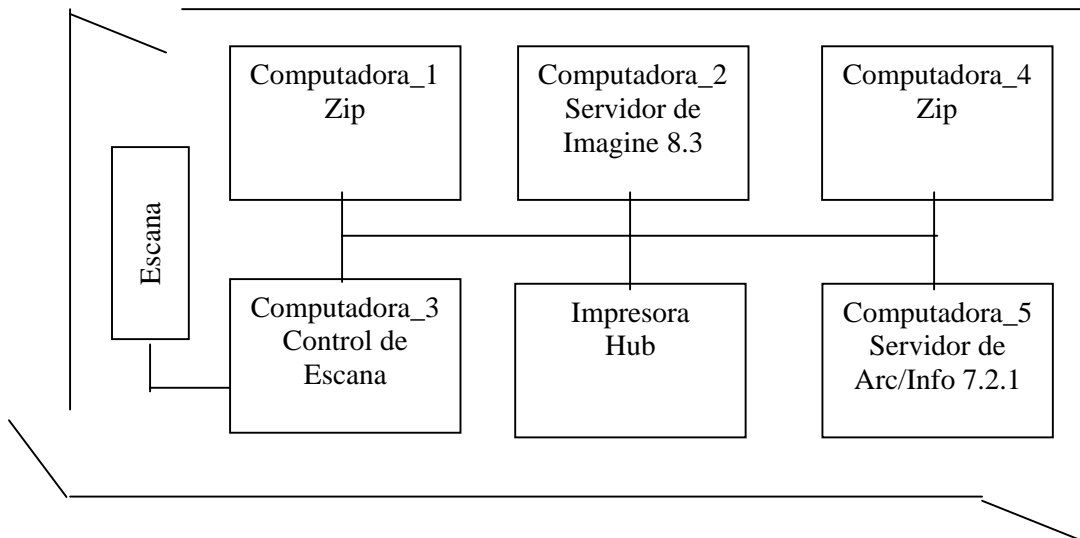 Computadora_1
Zip
Computadora_2
Servidor de
Imagine 8.3
Computadora_4
Zip
Escana
Computadora_3
Control de
Escana
Impresora
Hub
Computadora_5
Servidor de
Arc/Info 7.2.1